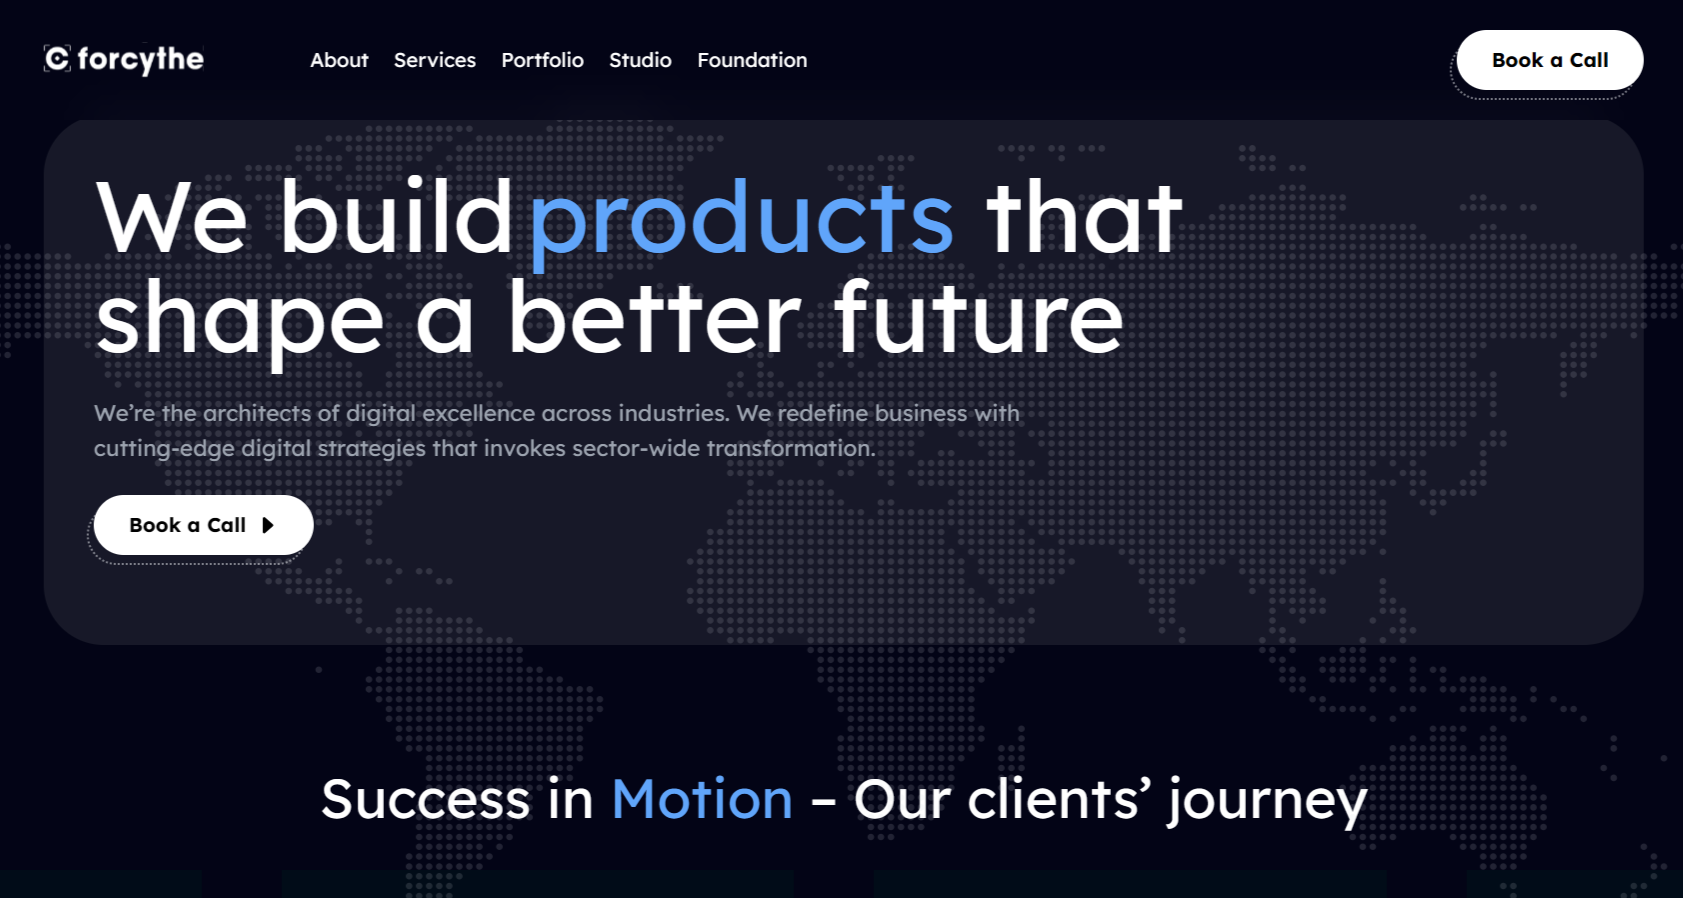 forcythe
About Services Portfolio Studio Foundation
Book a Call
We build products that
shape a better future
We’re the architects of digital excellence across industries. We redefine business with
cutting-edge digital strategies that invokes sector-wide transformation.
Book a Call
Success in Motion – Our clients’ journey